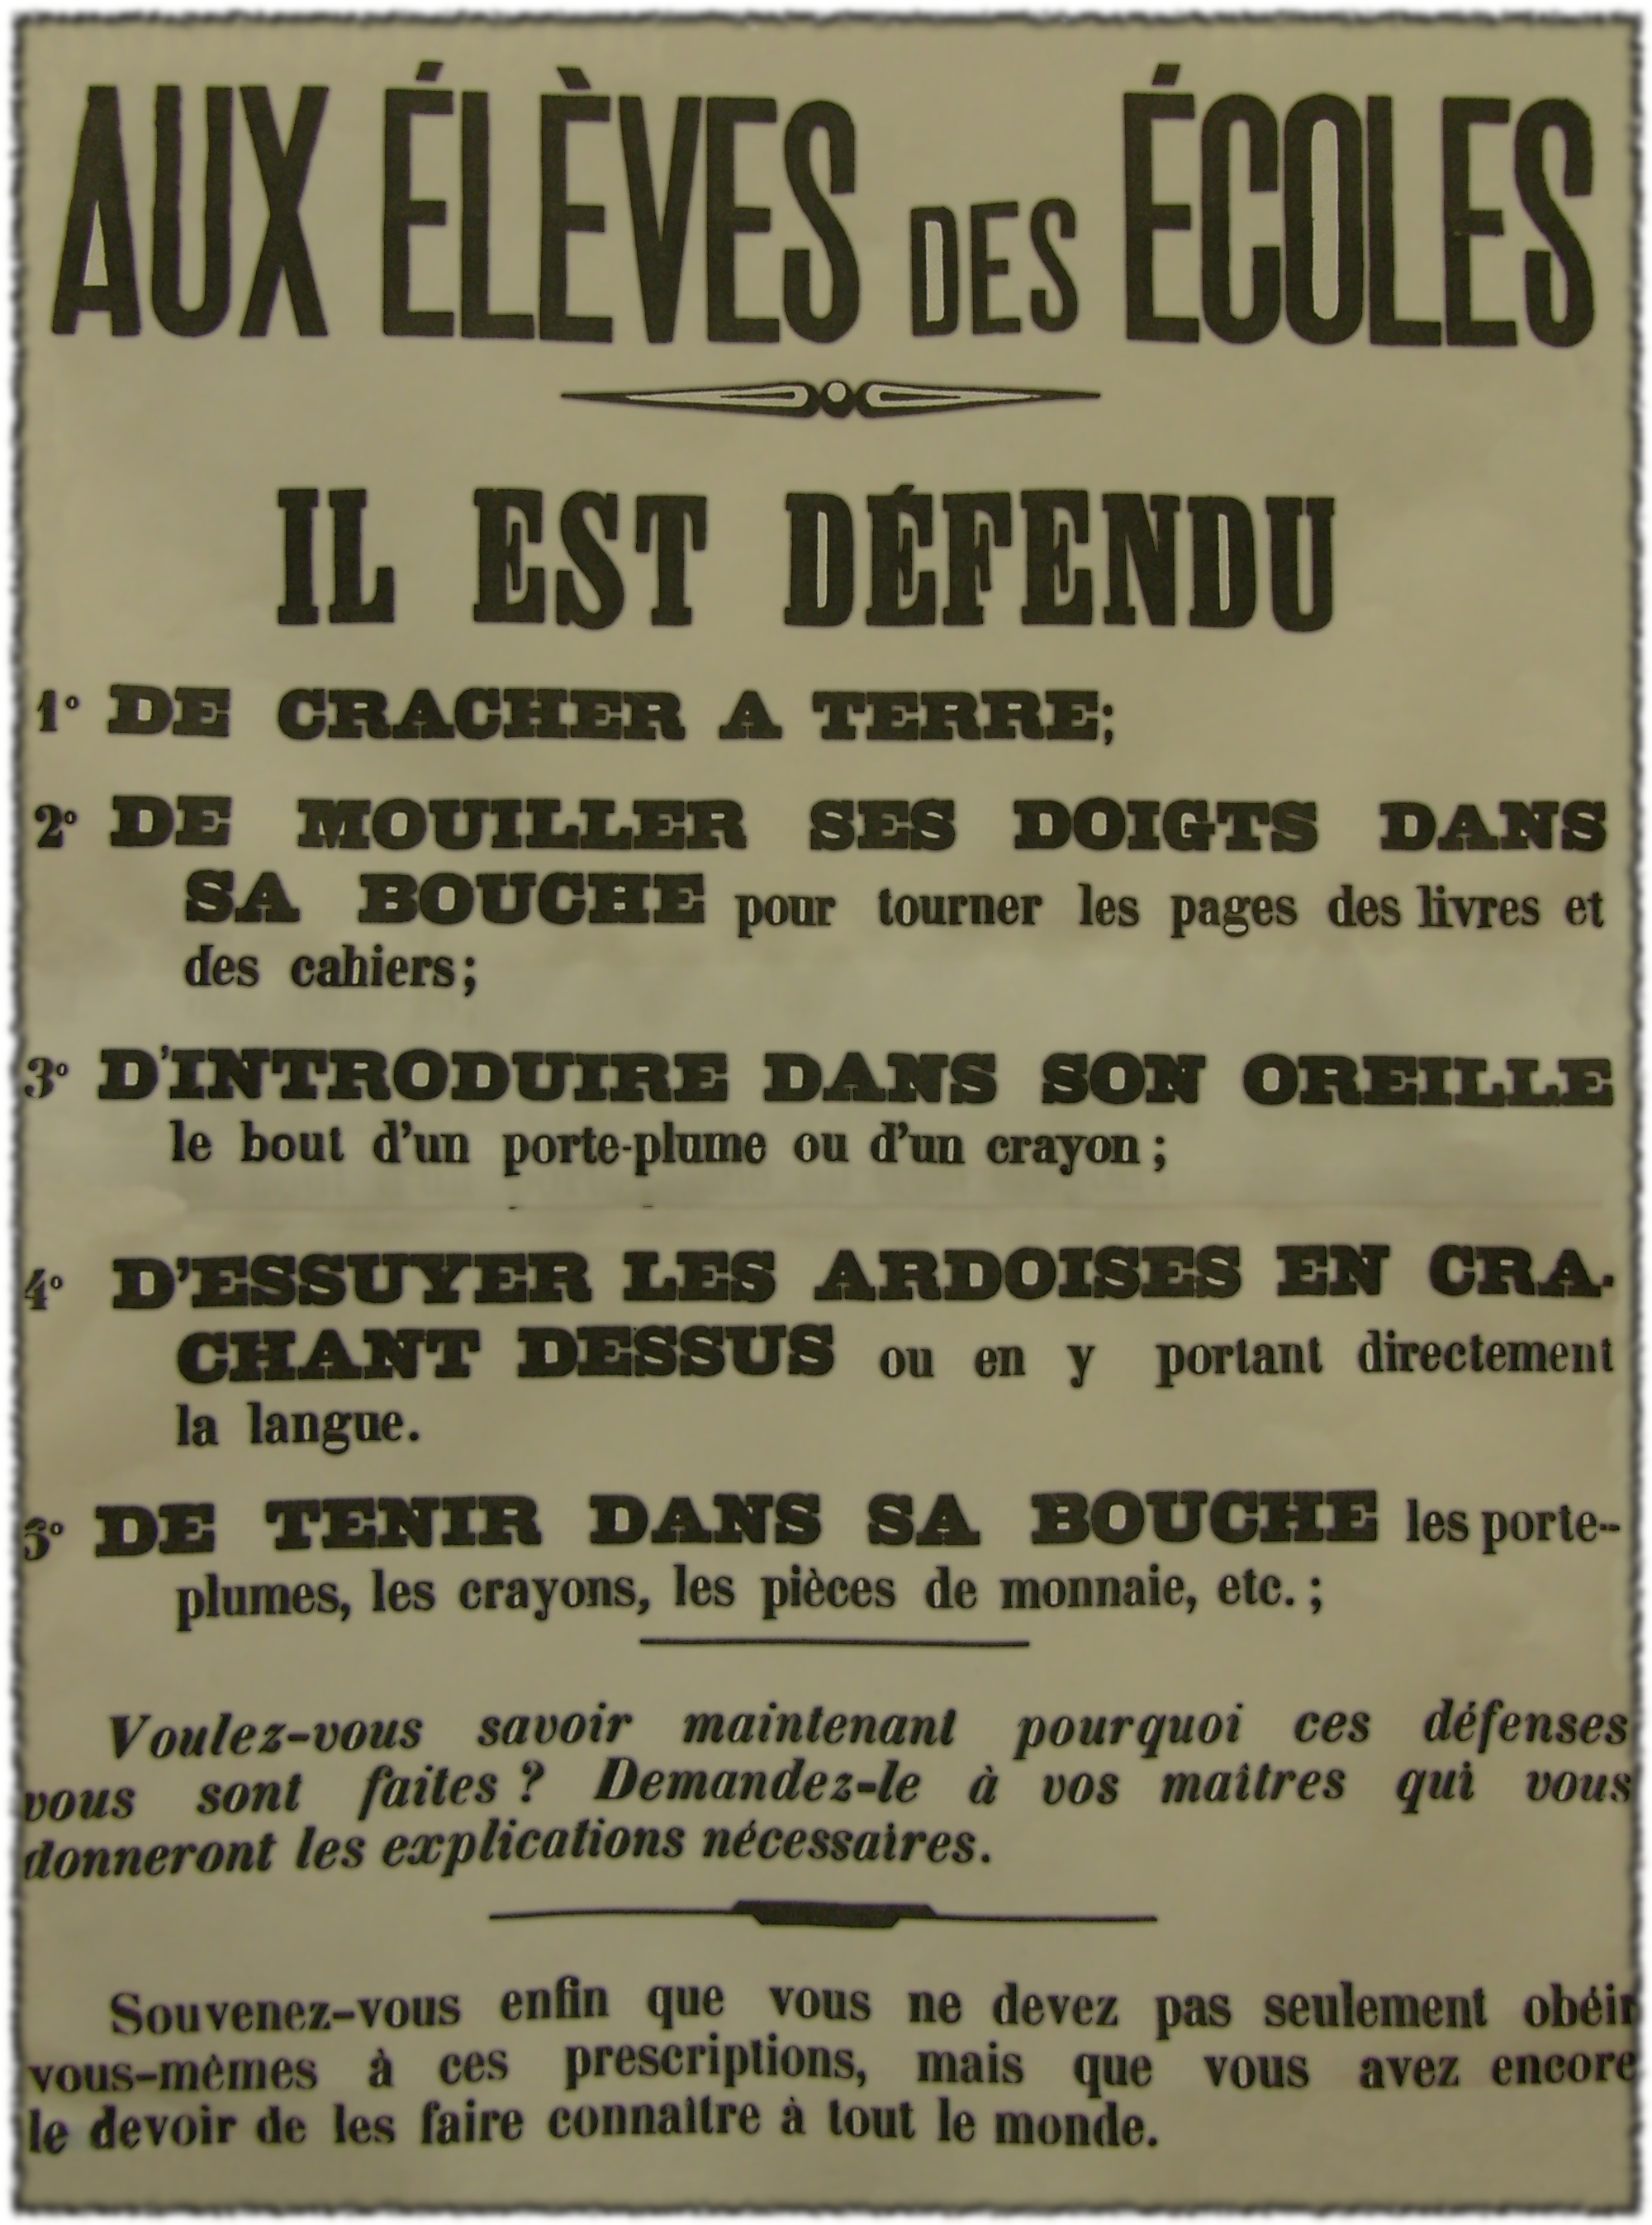 AUX ÉLÈVES DES ÉCOLES
IL EST DÉFENDU
1° DE CRACHER A TERRE;
2° DE MOUILLER SES DOIGTS DANS
SA BOUCHE pour tourner les pages des livres et
des cahiers;
3° D'INTRODUIRE DANS SON OREILLE
le bout d'un porte-plume ou d'un crayon;
4° D'ESSUYER LES ARDOISES EN CRA-
CHANT DESSUS ou en y portant directement
la langue.
5° DE TENIR DANS SA BOUCHE les porte-
plumes, les crayons, les pièces de monnaie, etc.;
Voulez-vous savoir maintenant pourquoi ces défenses
vous sont faites? Demandez-le à vos maîtres qui vous
donneront les explications nécessaires.
Souvenez-vous enfin que vous ne devez pas seulement obéir
vous-mêmes à ces prescriptions, mais que vous avez encore
le devoir de les faire connaître à tout le monde.